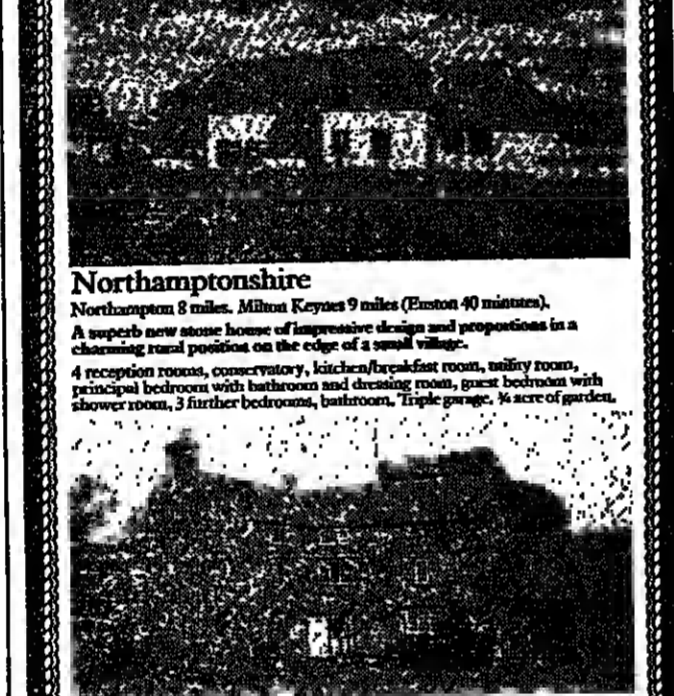 Northamptonshire
Northampton 8 miles. Milton Keynes 9 miles (Euston 40 minutes).
A superb new stone house of impressive design and proportions in a
charming rural position on the edge of a small village.
4 reception rooms, conservatory, kitchen/breakfast room, utility room,
principal bedroom with bathroom and dressing room, guest bedroom with
shower room, 3 further bedrooms, bathroom. Triple garage. ¾ acre of garden.